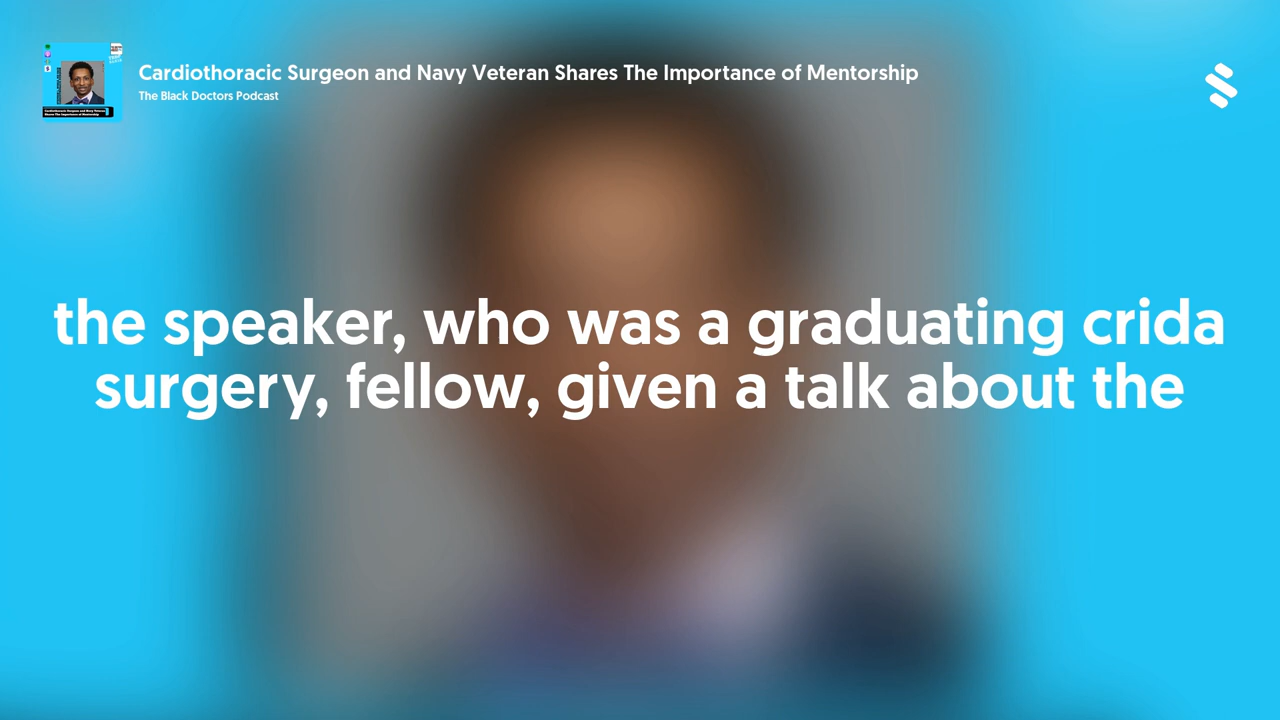 Cardiothoracic Surgeon and Navy Veteran Shares The Importance of Mentorship
The Black Doctors Podcast
the speaker, who was a graduating crida
surgery, fellow, given a talk about the